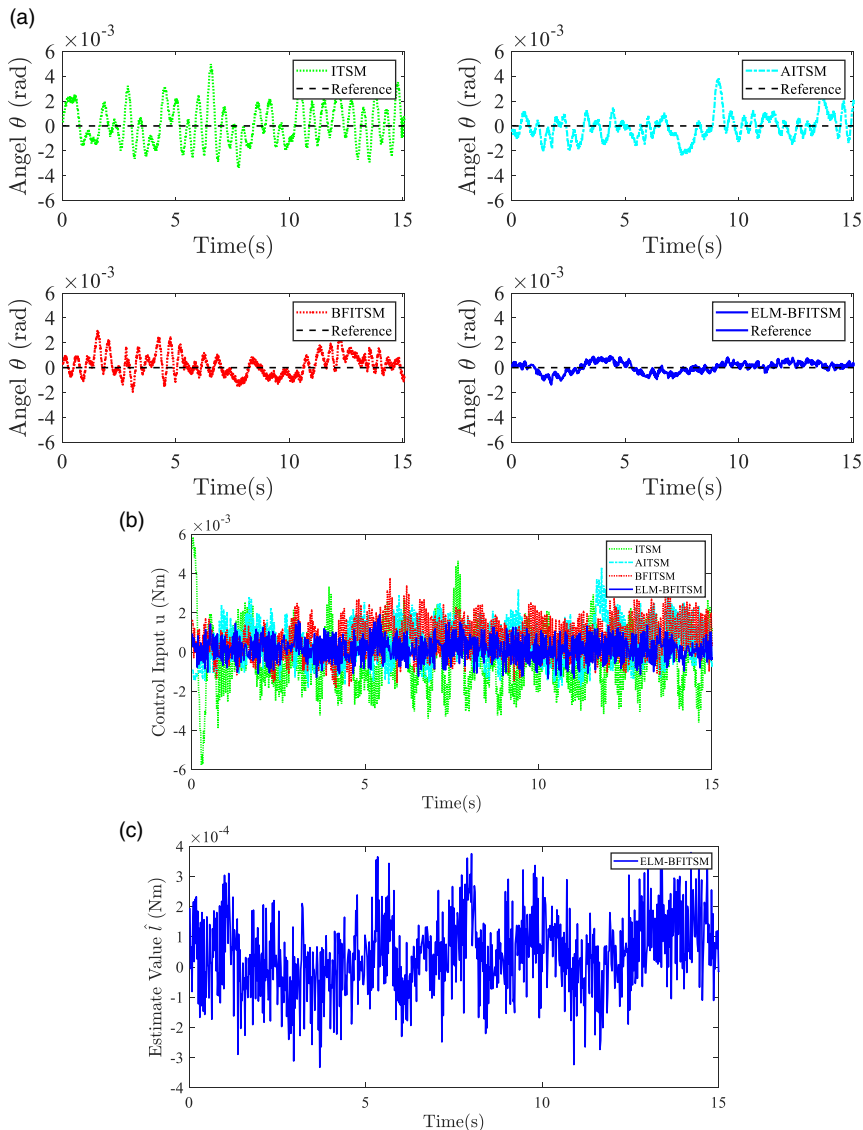 (a)
×10⁻³
6
4
2
0
-2
-4
-6
Angel θ (rad)
ITSM
Reference
0
5
10
15
Time(s)
×10⁻³
6
4
2
0
-2
-4
-6
Angel θ (rad)
AITSM
Reference
0
5
10
15
Time(s)
×10⁻³
6
4
2
0
-2
-4
-6
Angel θ (rad)
BFITSM
Reference
0
5
10
15
Time(s)
×10⁻³
6
4
2
0
-2
-4
-6
Angel θ (rad)
ELM-BFITSM
Reference
0
5
10
15
Time(s)
(b)
×10⁻³
6
4
2
0
-2
-4
-6
Control Input u (Nm)
ITSM
AITSM
BFITSM
ELM-BFITSM
0
5
10
15
Time(s)
(c)
×10⁻⁴
4
3
2
1
0
-1
-2
-3
-4
Estimate Value l̂ (Nm)
ELM-BFITSM
0
5
10
15
Time(s)